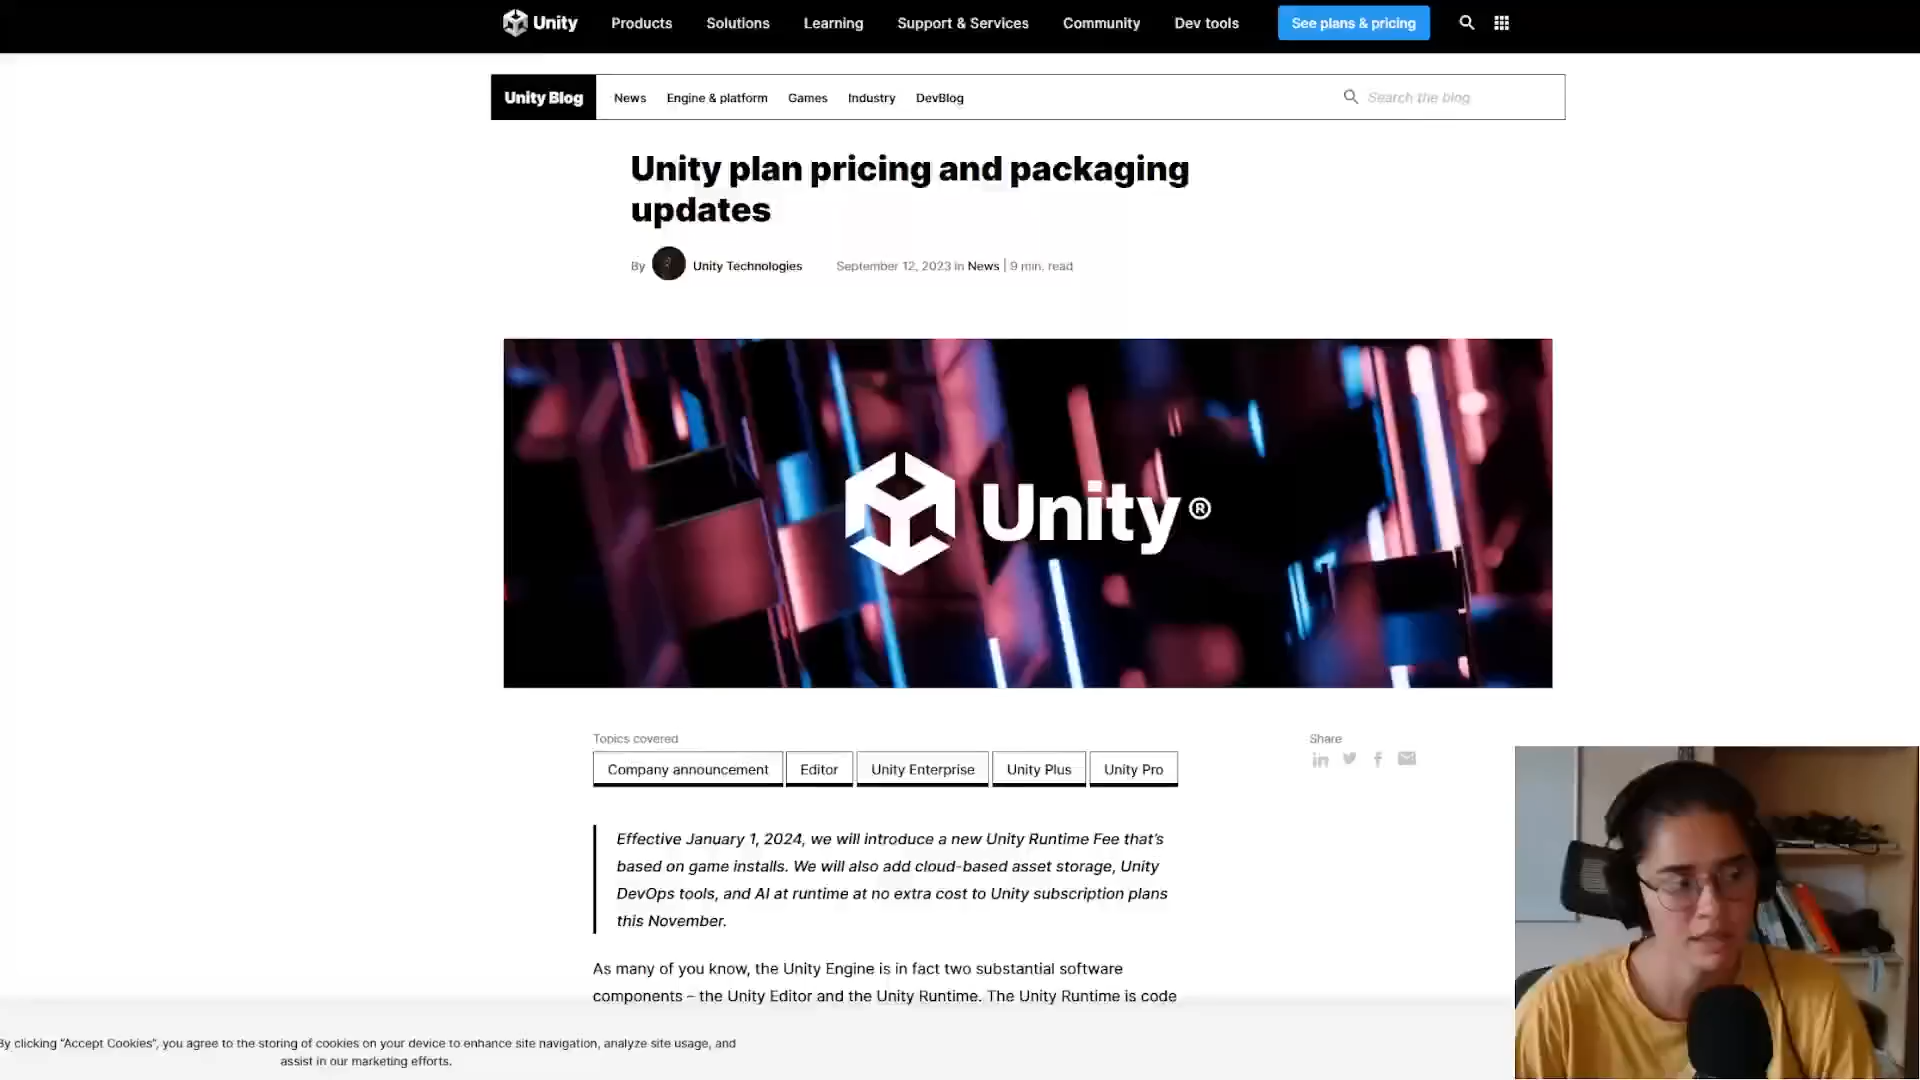 Unity Products Solutions Learning Support & Services Community Dev tools See plans & pricing
Unity Blog News Engine & platform Games Industry DevBlog Search the blog
Unity plan pricing and packaging
updates
By Unity Technologies September 12, 2023 in News | 9 min. read
Unity®
Topics covered
Share
Company announcement Editor Unity Enterprise Unity Plus Unity Pro
Effective January 1, 2024, we will introduce a new Unity Runtime Fee that's
based on game installs. We will also add cloud-based asset storage, Unity
DevOps tools, and AI at runtime at no extra cost to Unity subscription plans
this November.
As many of you know, the Unity Engine is in fact two substantial software
components – the Unity Editor and the Unity Runtime. The Unity Runtime is code
By clicking "Accept Cookies", you agree to the storing of cookies on your device to enhance site navigation, analyze site usage, and
assist in our marketing efforts.